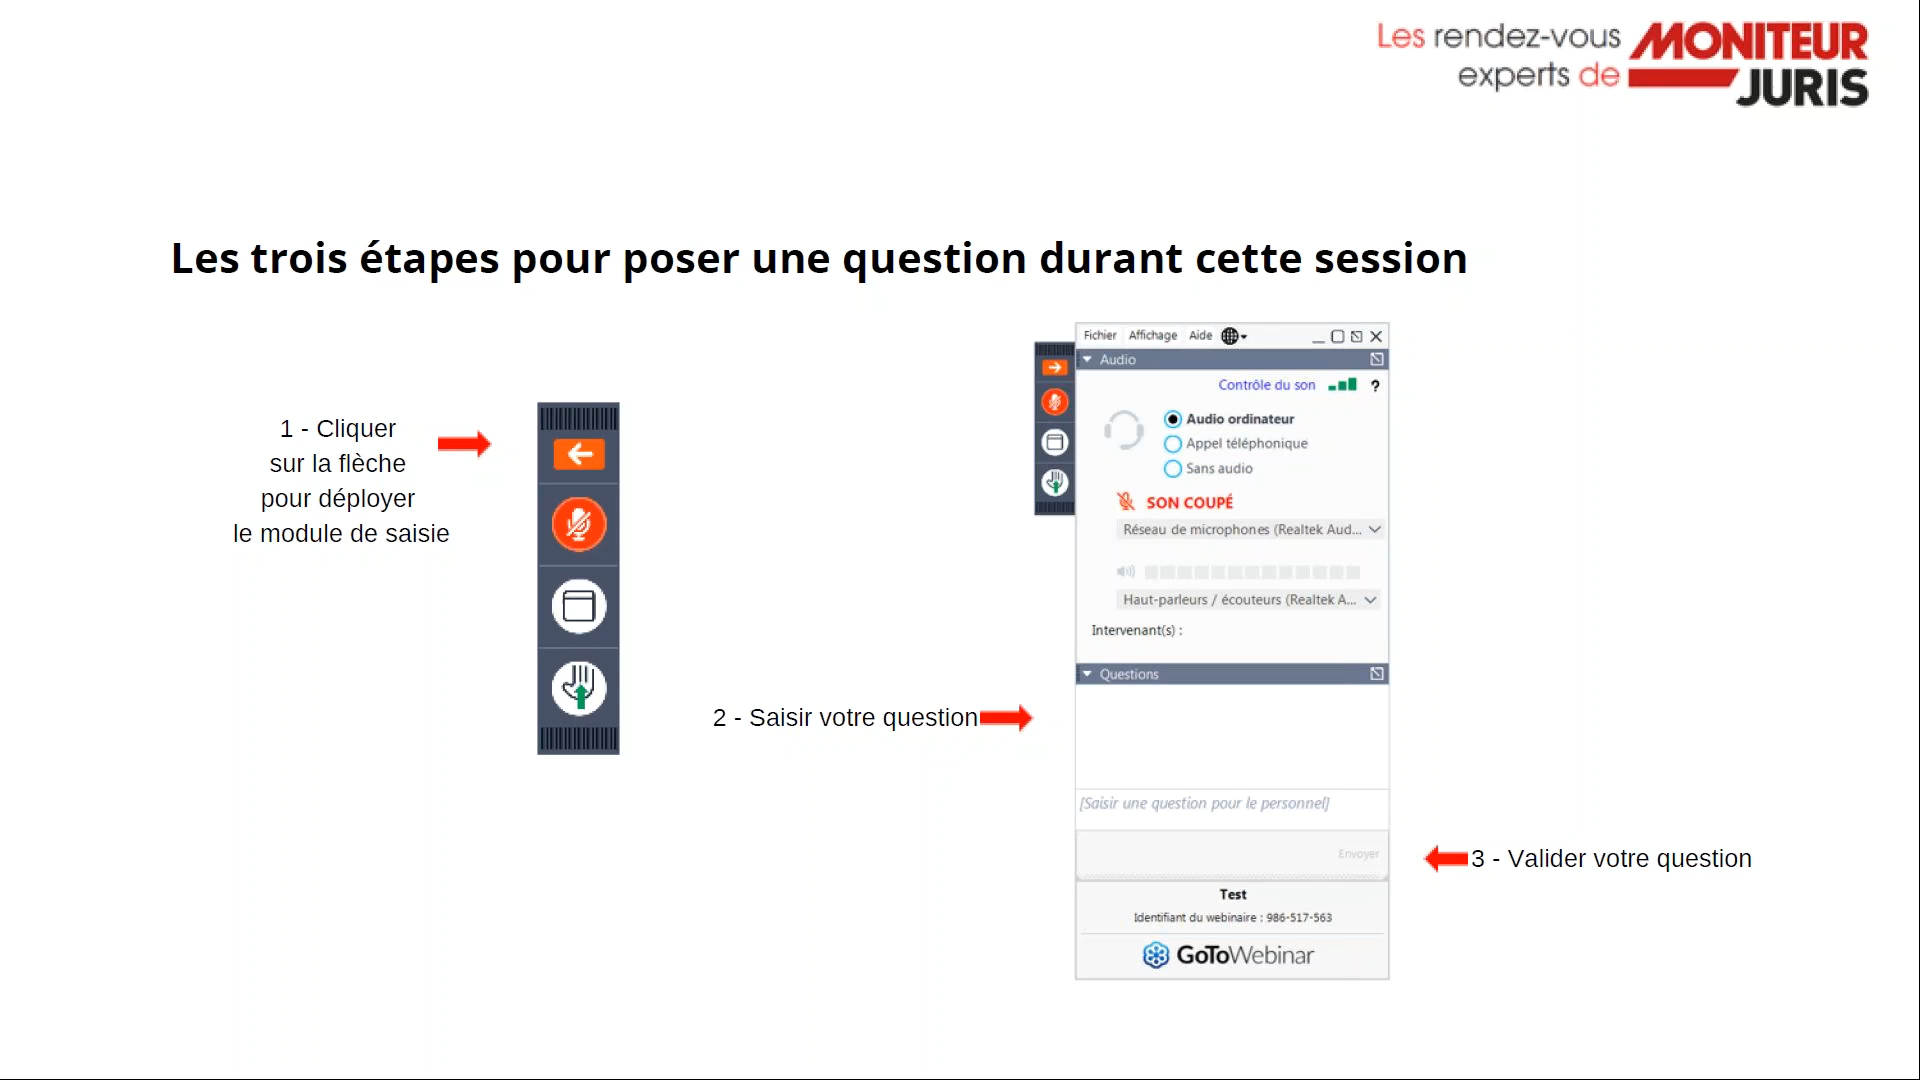 Les rendez-vous
experts de
MONITEUR
JURIS
Les trois étapes pour poser une question durant cette session
1 - Cliquer
sur la flèche
pour déployer
le module de saisie
Fichier Affichage Aide
Audio
Contrôle du son ?
Audio ordinateur
Appel téléphonique
Sans audio
SON COUPÉ
Réseau de microphones (Realtek Aud...
Haut-parleurs / écouteurs (Realtek A...
Intervenant(s) :
Questions
2 - Saisir votre question
[Saisir une question pour le personnel]
Envoyer
3 - Valider votre question
Test
Identifiant du webinaire : 986-517-563
GoToWebinar